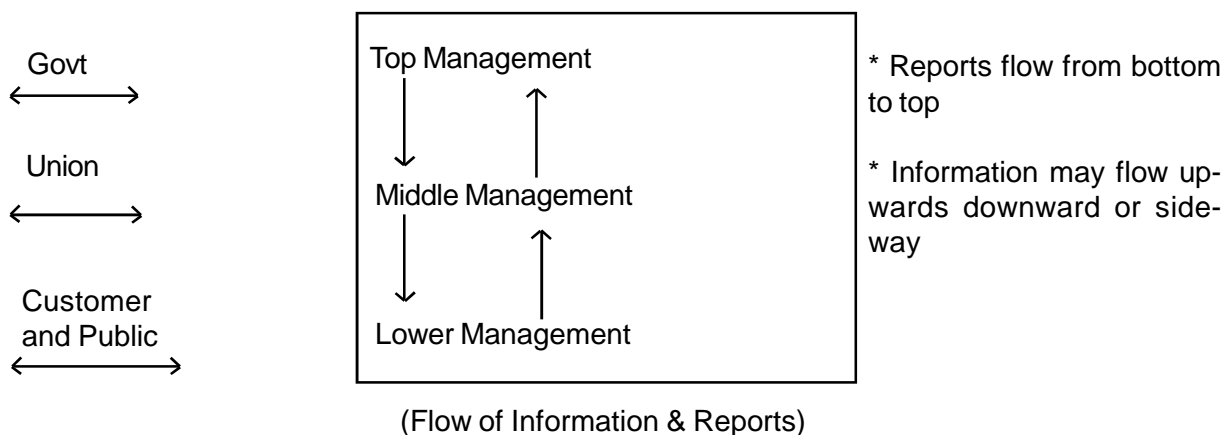 Govt
Union
Customer
and Public
Top Management
Middle Management
Lower Management
* Reports flow from bottom
to top
* Information may flow up-
wards downward or side-
way
(Flow of Information & Reports)